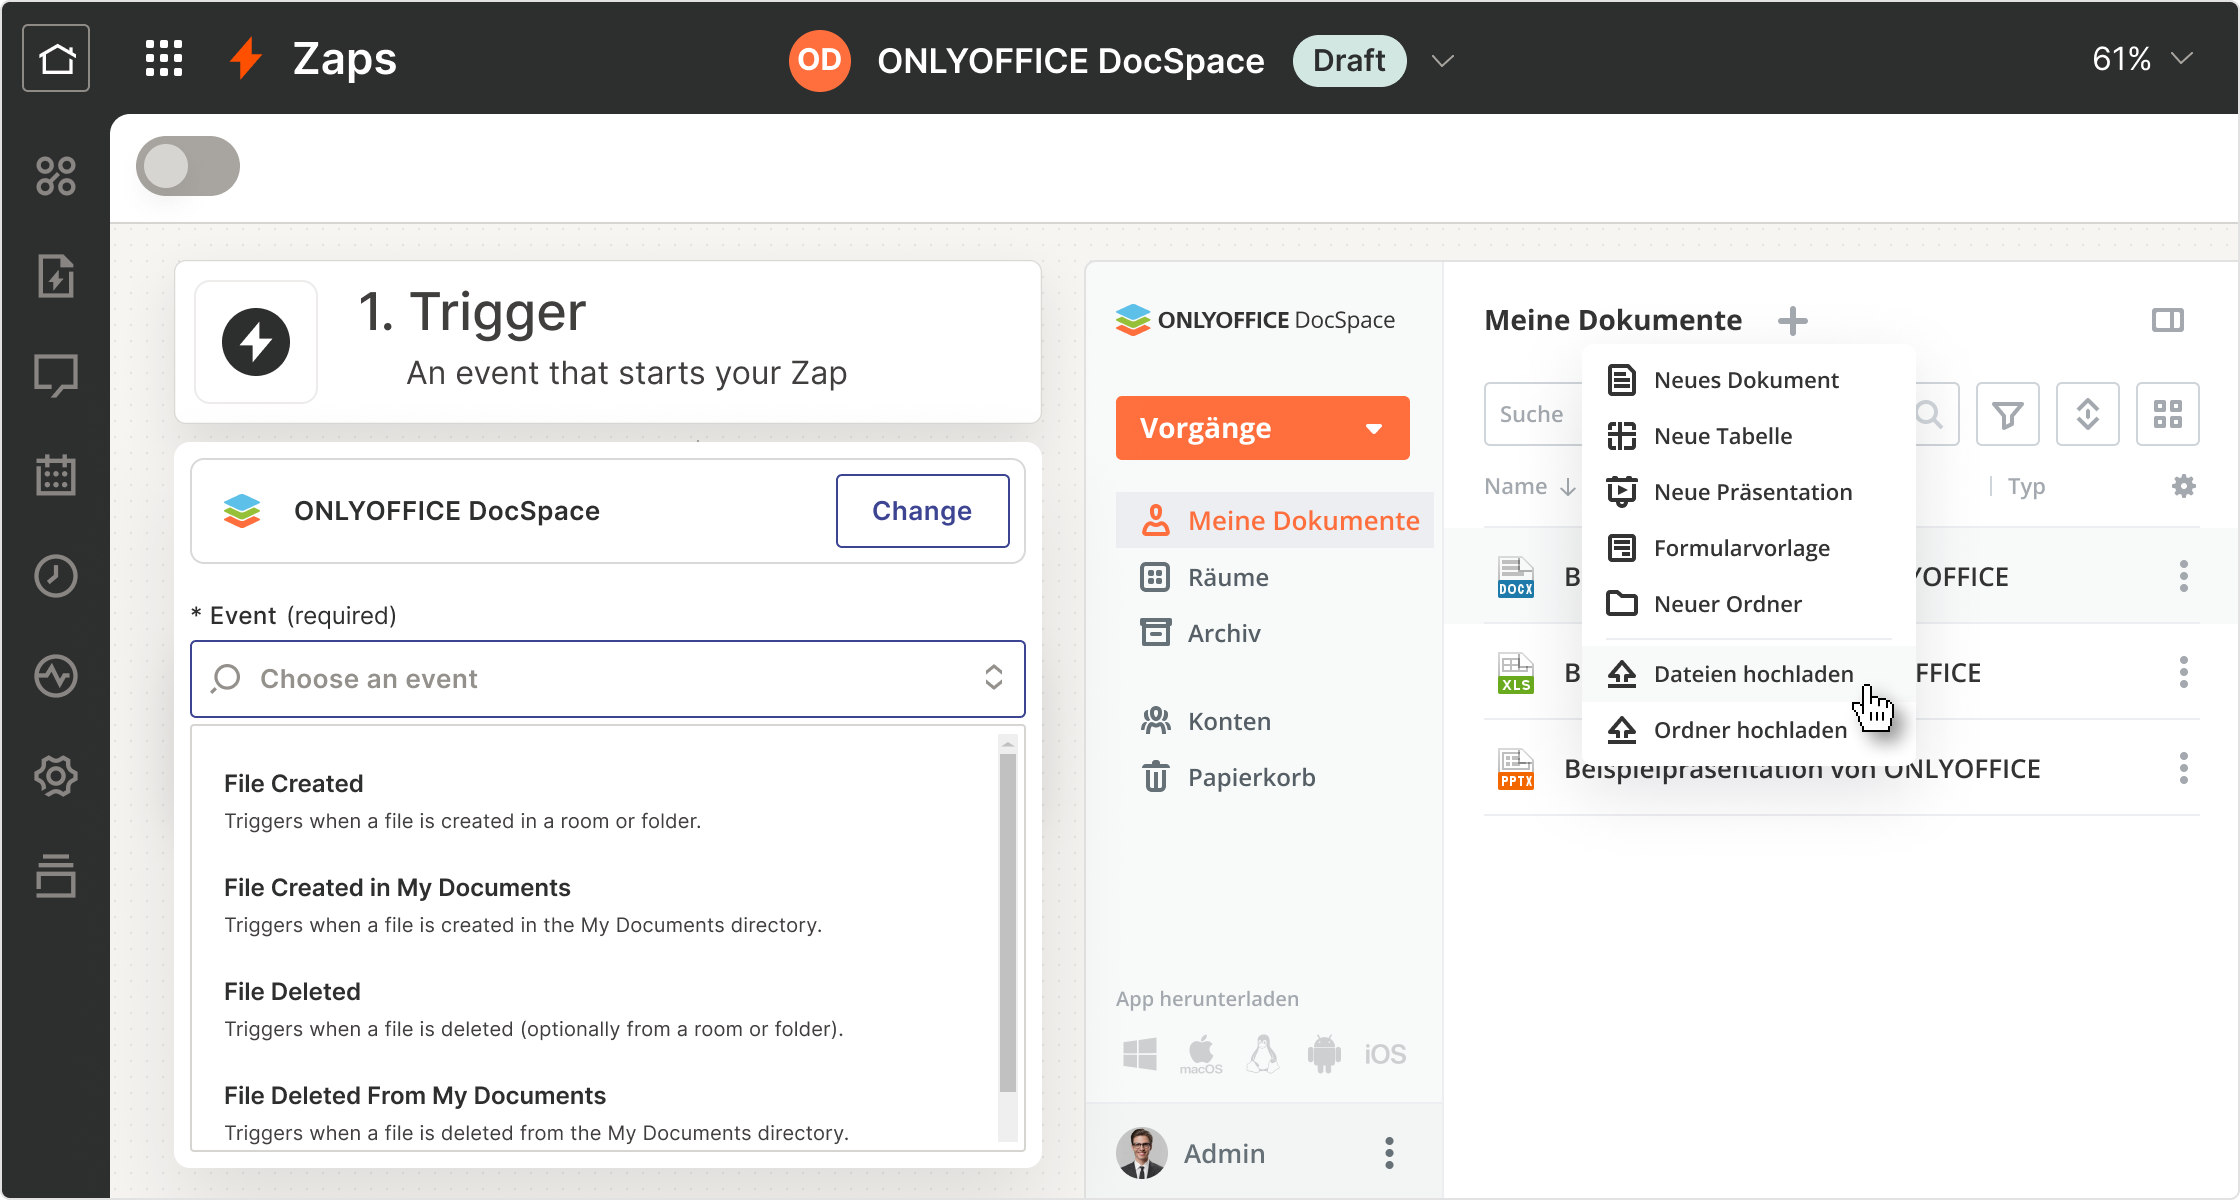 Zaps
OD ONLYOFFICE DocSpace Draft
61%
1. Trigger
An event that starts your Zap
ONLYOFFICE DocSpace
Change
* Event (required)
Choose an event
File Created
Triggers when a file is created in a room or folder.
File Created in My Documents
Triggers when a file is created in the My Documents directory.
File Deleted
Triggers when a file is deleted (optionally from a room or folder).
File Deleted From My Documents
Triggers when a file is deleted from the My Documents directory.
ONLYOFFICE DocSpace
Vorgänge
Meine Dokumente
Räume
Archiv
Konten
Papierkorb
App herunterladen
macOS
iOS
Admin
Meine Dokumente
Suche
Name
Typ
Neues Dokument
Neue Tabelle
Neue Präsentation
Formularvorlage
Neuer Ordner
Dateien hochladen
Ordner hochladen
DOCX B YOFFICE
XLS B FFICE
PPTX Beispielpräsentation von ONLYOFFICE